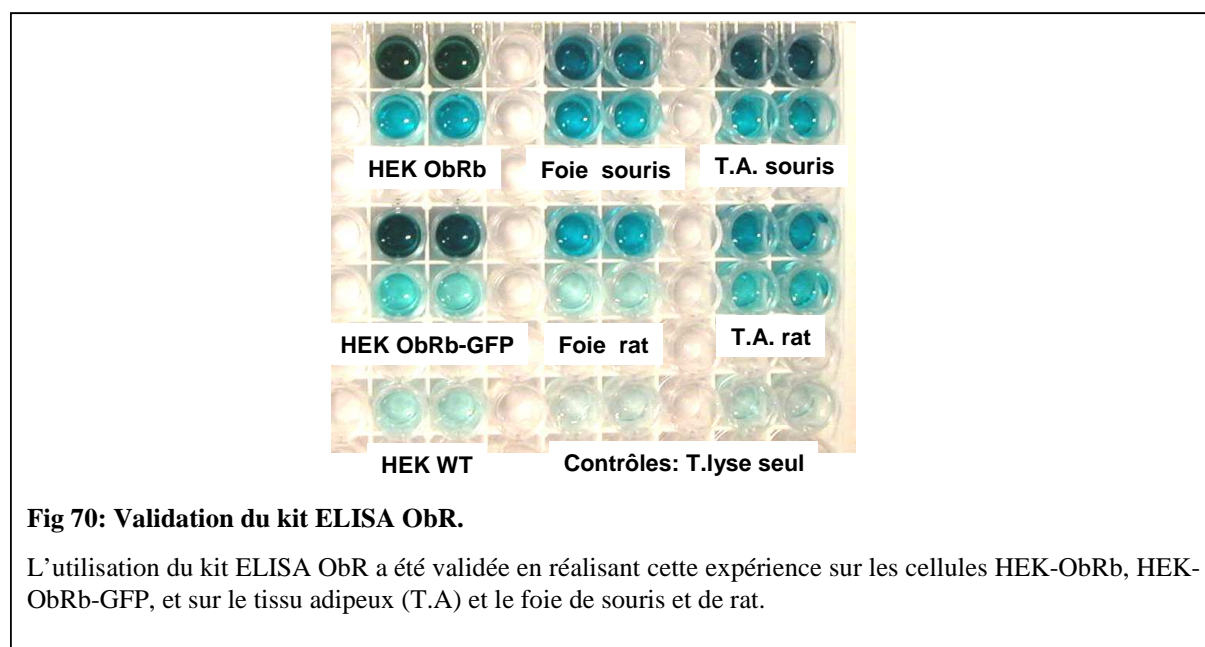 HEK ObRb Foie souris T.A. souris
HEK ObRb-GFP Foie rat T.A. rat
HEK WT Contrôles: T.lyse seul
Fig 70: Validation du kit ELISA ObR.
L’utilisation du kit ELISA ObR a été validée en réalisant cette expérience sur les cellules HEK-ObRb, HEK-
ObRb-GFP, et sur le tissu adipeux (T.A) et le foie de souris et de rat.